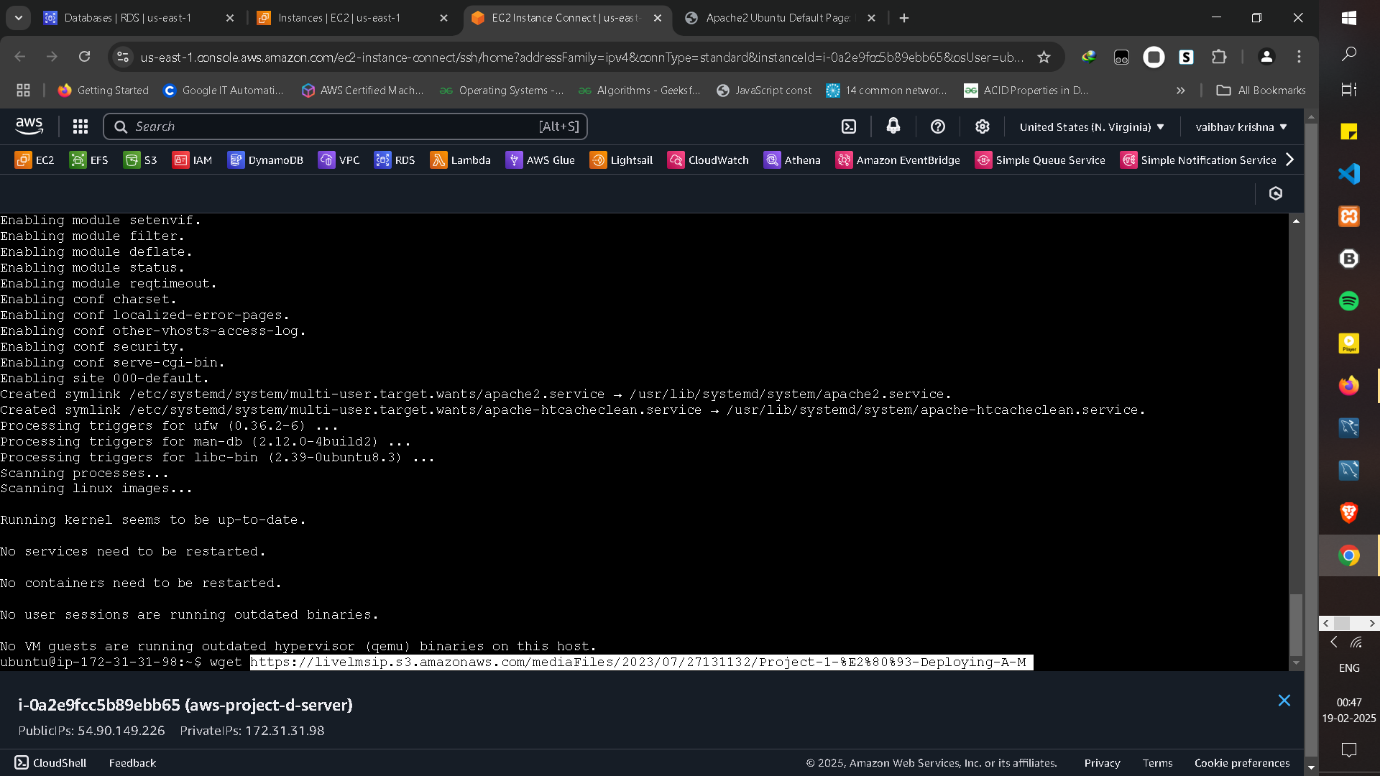 Databases | RDS | us-east-1
Instances | EC2 | us-east-1
EC2 Instance Connect | us-east-
Apache2 Ubuntu Default Page:
us-east-1.console.aws.amazon.com/ec2-instance-connect/ssh/home?addressFamily=ipv4&connType=standard&instanceId=i-0a2e9fcc5b89ebb65&osUser=ub...
Getting Started
Google IT Automati...
AWS Certified Mach...
Operating Systems -...
Algorithms - Geeksf...
JavaScript const
14 common networ...
ACID Properties in D...
All Bookmarks
aws
Search
[Alt+S]
United States (N. Virginia)
vaibhav krishna
EC2
EFS
S3
IAM
DynamoDB
VPC
RDS
Lambda
AWS Glue
Lightsail
CloudWatch
Athena
Amazon EventBridge
Simple Queue Service
Simple Notification Service
Enabling module setenvif.
Enabling module filter.
Enabling module deflate.
Enabling module status.
Enabling module reqtimeout.
Enabling conf charset.
Enabling conf localized-error-pages.
Enabling conf other-vhosts-access-log.
Enabling conf security.
Enabling conf serve-cgi-bin.
Enabling site 000-default.
Created symlink /etc/systemd/system/multi-user.target.wants/apache2.service → /usr/lib/systemd/system/apache2.service.
Created symlink /etc/systemd/system/multi-user.target.wants/apache-htcacheclean.service → /usr/lib/systemd/system/apache-htcacheclean.service.
Processing triggers for ufw (0.36.2-6) ...
Processing triggers for man-db (2.12.0-4build2) ...
Processing triggers for libc-bin (2.39-0ubuntu8.3) ...
Scanning processes...
Scanning linux images...
Running kernel seems to be up-to-date.
No services need to be restarted.
No containers need to be restarted.
No user sessions are running outdated binaries.
No VM guests are running outdated hypervisor (qemu) binaries on this host.
ubuntu@ip-172-31-31-98:~$ wget https://livelmsip.s3.amazonaws.com/mediaFiles/2023/07/27131132/Project-1-%E2%80%93-Deploying-A-M
i-0a2e9fcc5b89ebb65 (aws-project-d-server)
PublicIPs: 54.90.149.226 PrivateIPs: 172.31.31.98
CloudShell
Feedback
© 2025, Amazon Web Services, Inc. or its affiliates.
Privacy
Terms
Cookie preferences
ENG
00:47
19-02-2025